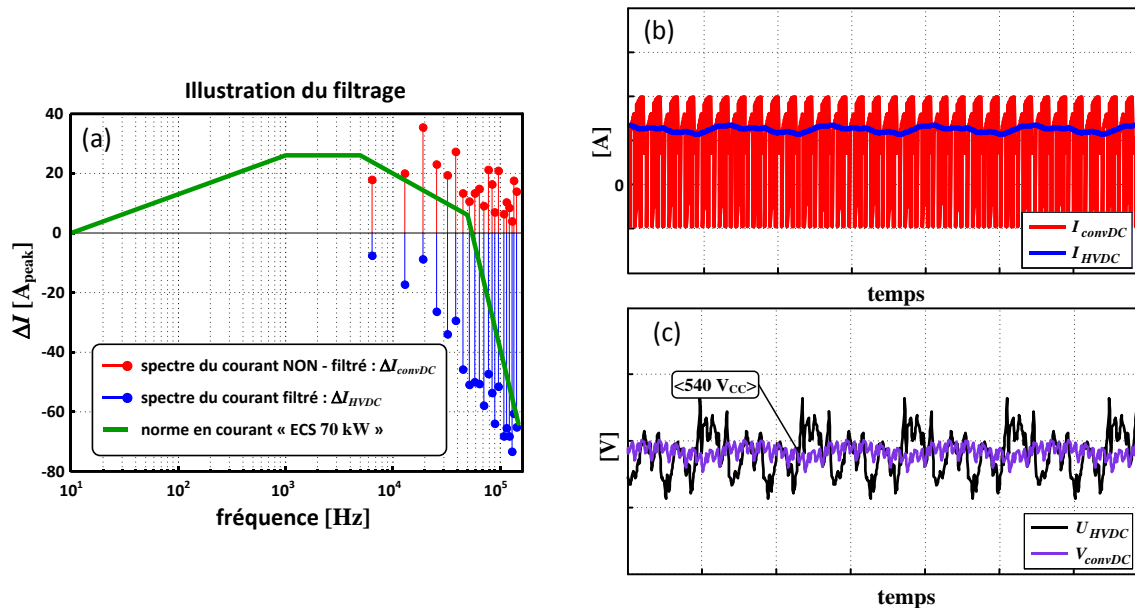 Illustration du filtrage
(a)
ΔI [A_peak]
40
20
0
-20
-40
-60
-80
spectre du courant NON - filtré : ΔI_convDC
spectre du courant filtré : ΔI_HVDC
norme en courant « ECS 70 kW »
10^1
10^2
10^3
10^4
10^5
fréquence [Hz]
(b)
[A]
0
I_convDC
I_HVDC
temps
(c)
<540 V_CC>
[V]
U_HVDC
V_convDC
temps